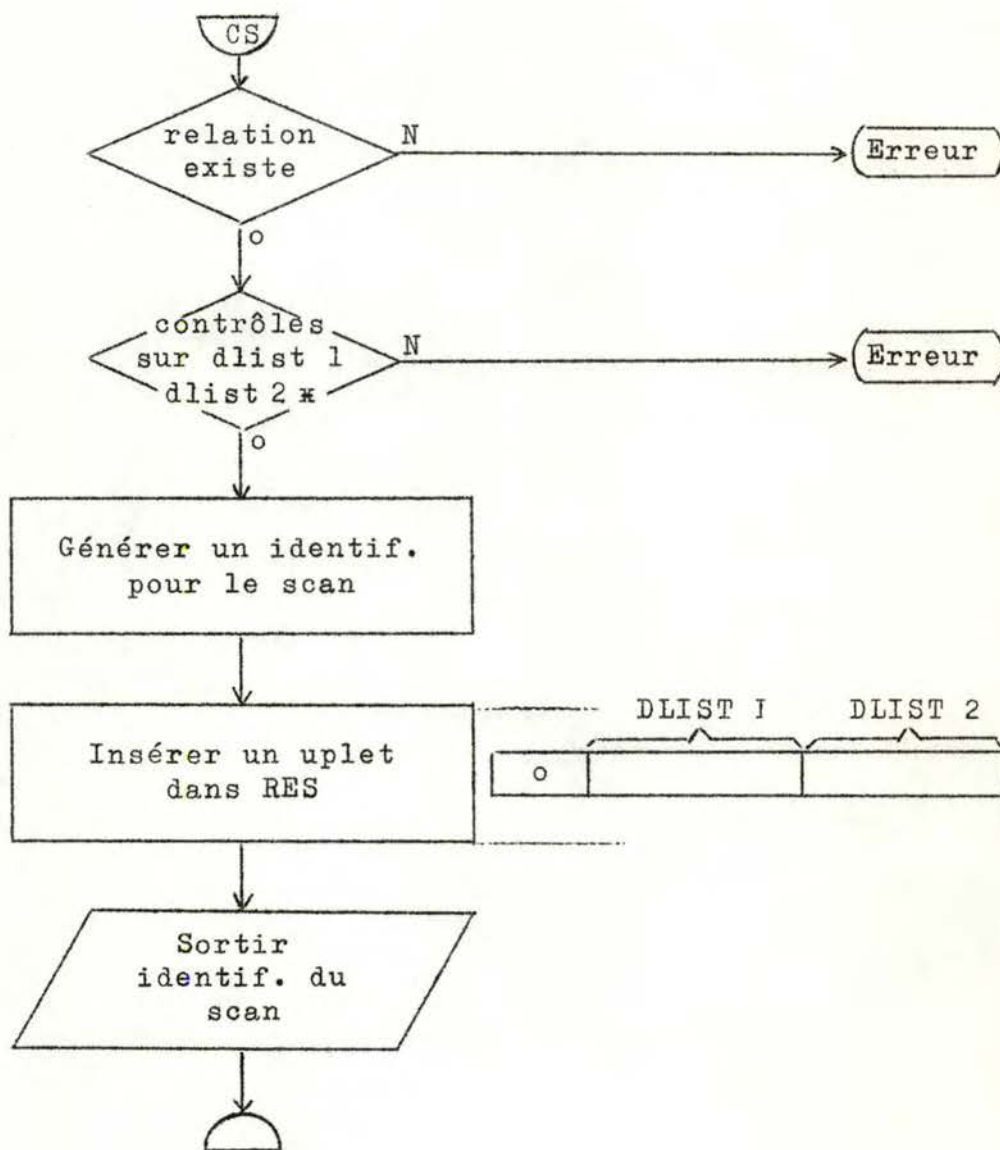 CS
relation
existe
N
Erreur
o
contrôles
sur dlist 1
dlist 2 *
N
Erreur
o
Générer un identif.
pour le scan
Insérer un uplet
dans RES
DLIST I DLIST 2
o
Sortir
identif. du
scan